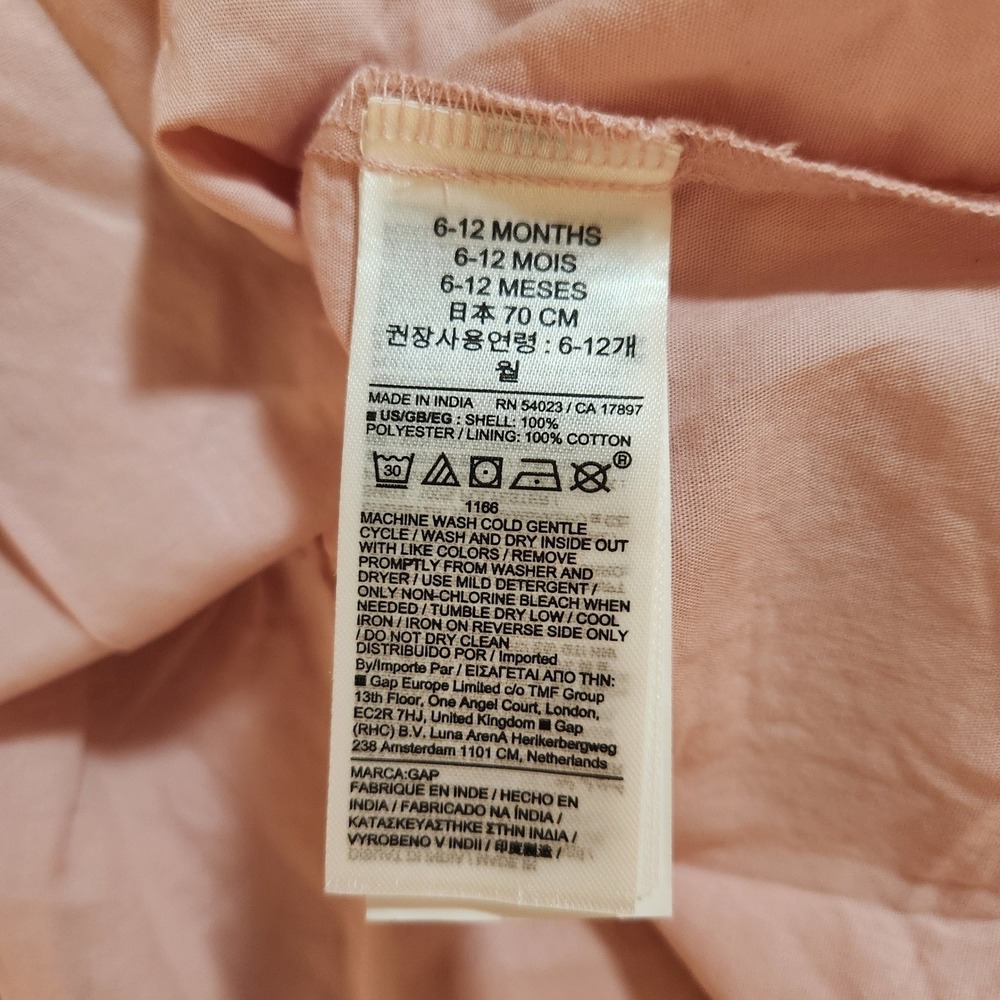 6-12 MONTHS
6-12 MOIS
6-12 MESES
日本 70 CM
권장사용연령 : 6-12개
월
MADE IN INDIA RN 54023 / CA 17897
■ US/GB/EG : SHELL: 100%
POLYESTER / LINING: 100% COTTON
30 ®
1166
MACHINE WASH COLD GENTLE
CYCLE / WASH AND DRY INSIDE OUT
WITH LIKE COLORS / REMOVE
PROMPTLY FROM WASHER AND
DRYER / USE MILD DETERGENT /
ONLY NON-CHLORINE BLEACH WHEN
NEEDED / TUMBLE DRY LOW / COOL
IRON / IRON ON REVERSE SIDE ONLY
/ DO NOT DRY CLEAN
DISTRIBUÍDO POR / Imported
By/Importe Par / ΕΙΣΑΓΕΤΑΙ ΑΠΟ ΤΗΝ:
■ Gap Europe Limited c/o TMF Group
13th Floor, One Angel Court, London,
EC2R 7HJ, United Kingdom ■ Gap
(RHC) B.V. Luna ArenA Herikerbergweg
238 Amsterdam 1101 CM, Netherlands
MARCA:GAP
FABRIQUE EN INDE / HECHO EN
INDIA / FABRICADO NA ÍNDIA /
ΚΑΤΑΣΚΕΥΑΣΤΗΚΕ ΣΤΗΝ ΙΝΔΙΑ /
VYROBENO V INDII / 印度製造 /